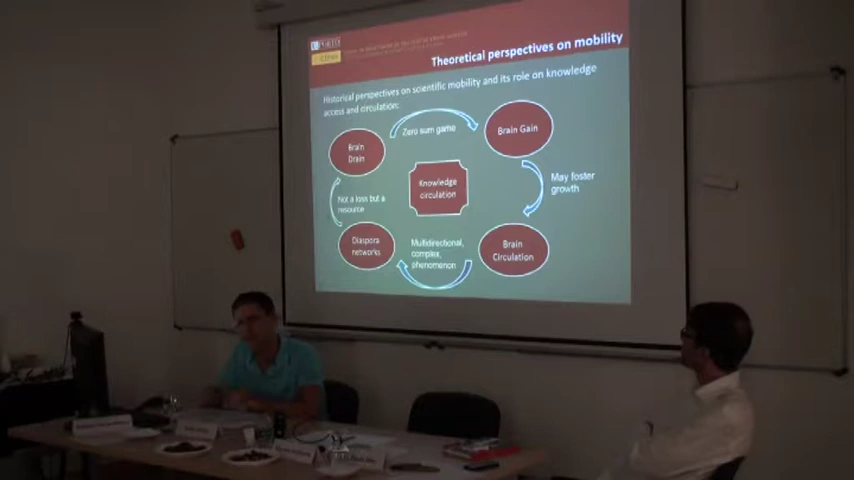 PORTO
Theoretical perspectives on mobility
Historical perspectives on scientific mobility and its role on knowledge
access and circulation:
Brain
Drain
Zero sum game
Brain Gain
Knowledge
circulation
May foster
growth
Not a loss but a
resource
Diaspora
networks
Multidirectional,
complex,
phenomenon
Brain
Circulation